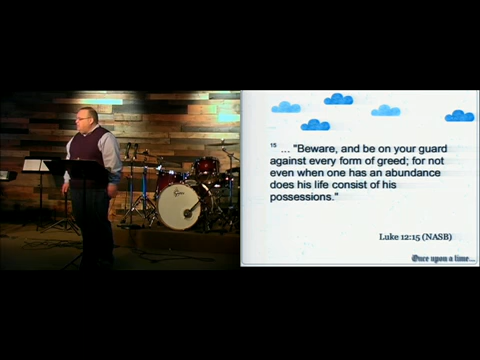 15 ... "Beware, and be on your guard
against every form of greed; for not
even when one has an abundance
does his life consist of his
possessions."
Luke 12:15 (NASB)
Once upon a time...